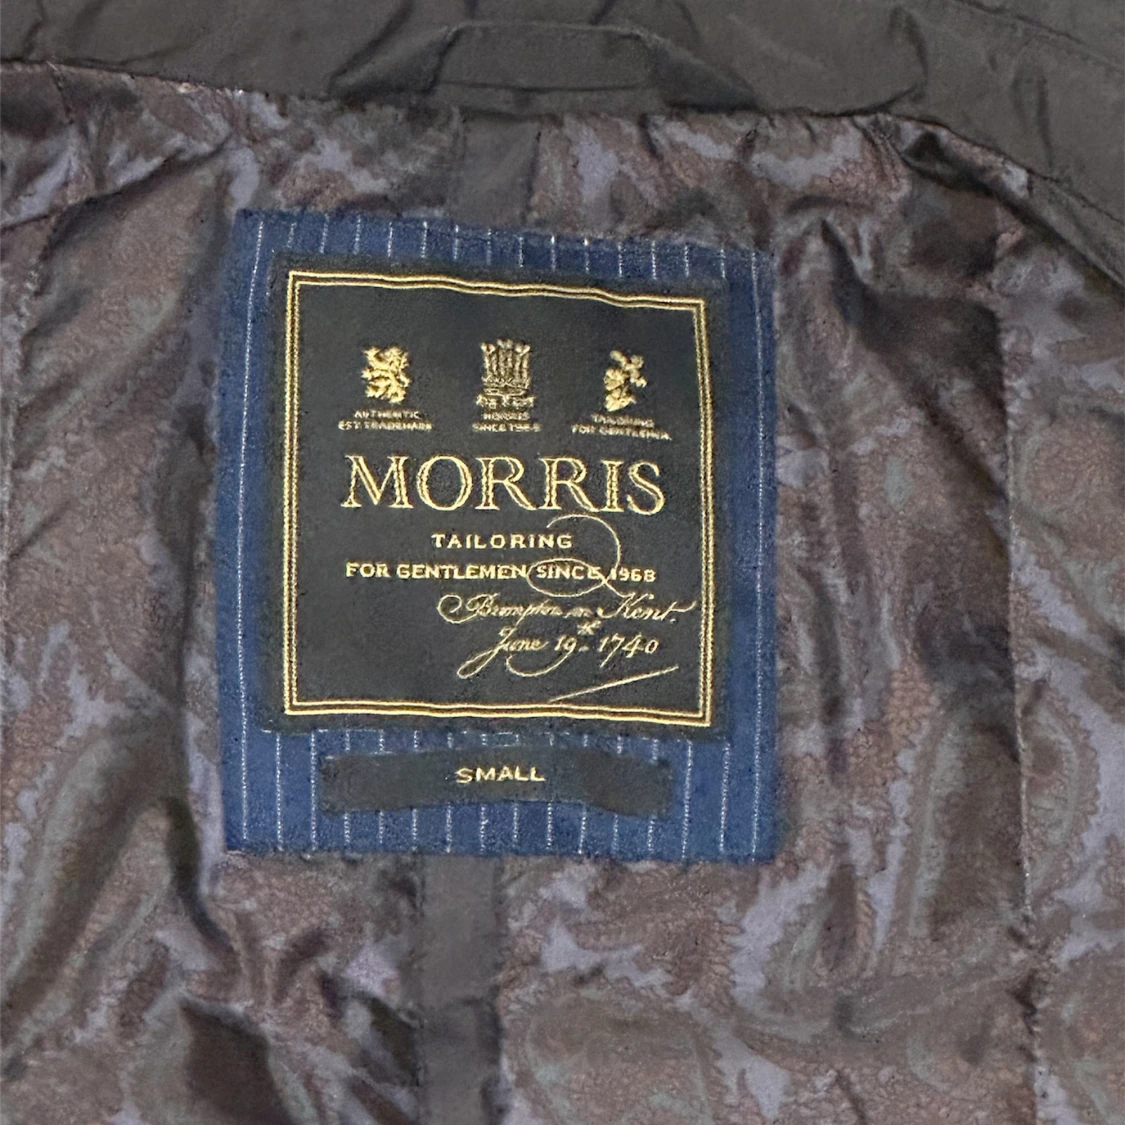 AUTHENTIC
EST. TRADEMARK
MORRIS
SINCE 1968
TAILORING
FOR GENTLEMEN
MORRIS
TAILORING
FOR GENTLEMEN SINCE 1968
Brompton in Kent.
June 19. 1740
SMALL